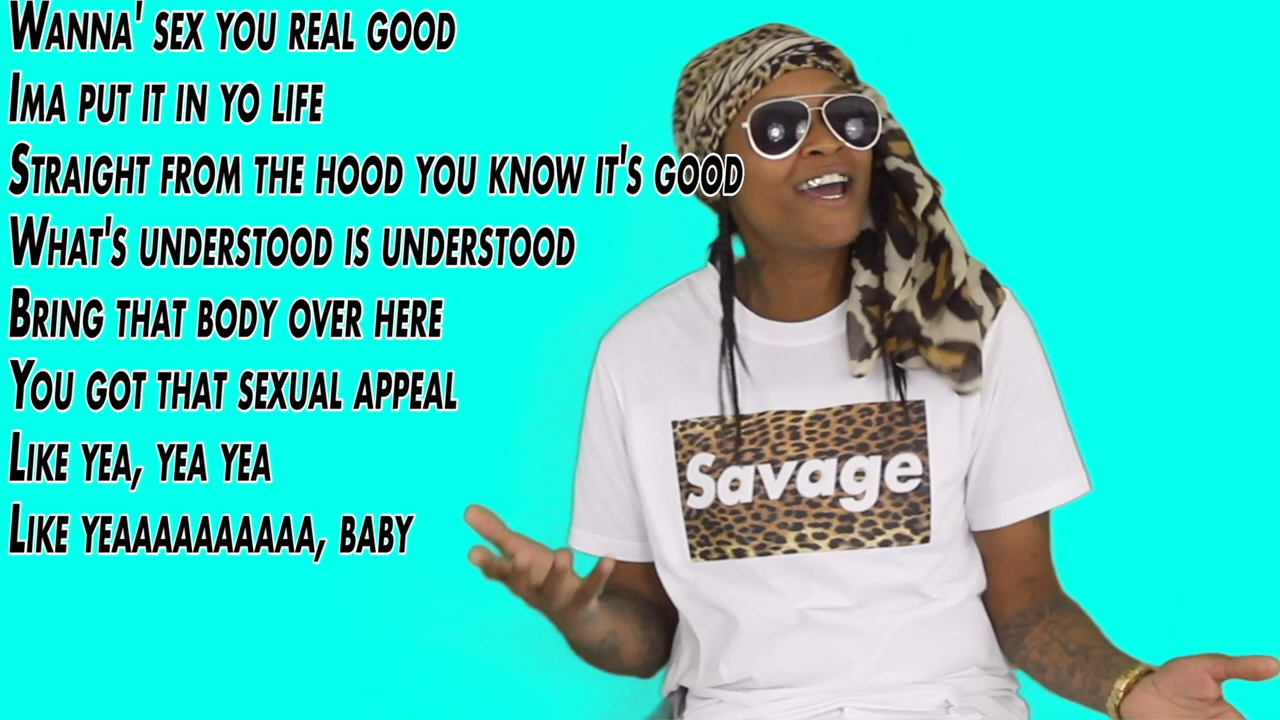 Wanna' sex you real good
Ima put it in yo life
Straight from the hood you know it's good
What's understood is understood
Bring that body over here
You got that sexual appeal
Like yea, yea yea
Like yeaaaaaaaaaa, baby
Savage